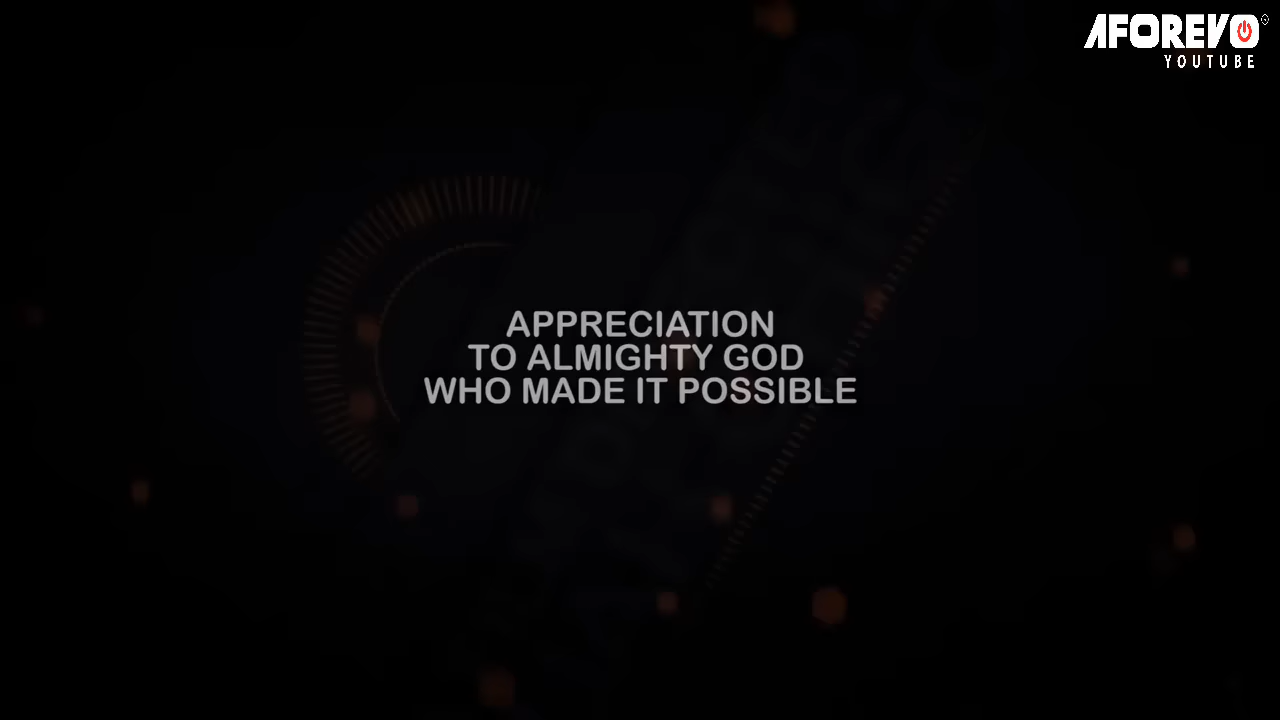 AFOREVO
YOUTUBE
APPRECIATION
TO ALMIGHTY GOD
WHO MADE IT POSSIBLE